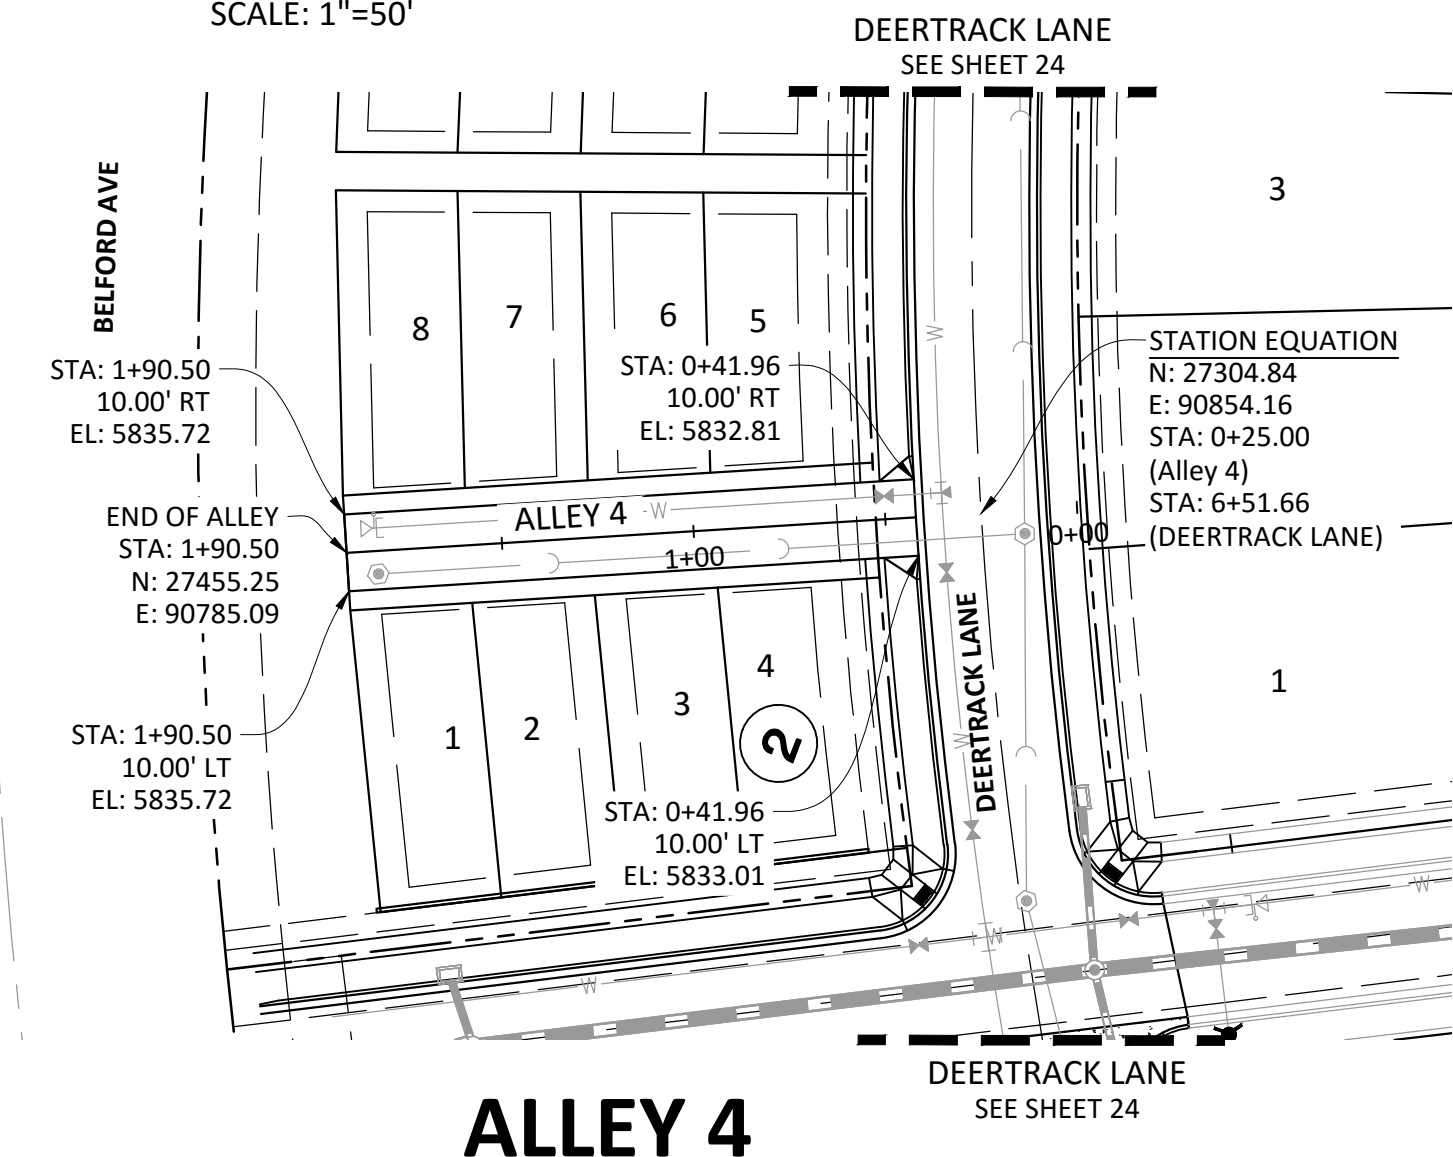 SCALE: 1"=50'
DEERTRACK LANE
SEE SHEET 24
BELFORD AVE
3
8
7
6
5
STA: 1+90.50
10.00' RT
EL: 5835.72
STA: 0+41.96
10.00' RT
EL: 5832.81
STATION EQUATION
N: 27304.84
E: 90854.16
STA: 0+25.00
(Alley 4)
STA: 6+51.66
(DEERTRACK LANE)
W
W
ALLEY 4
END OF ALLEY
STA: 1+90.50
N: 27455.25
E: 90785.09
1+00
0+00
STA: 1+90.50
10.00' LT
EL: 5835.72
1
2
3
4
2
1
DEERTRACK LANE
W
STA: 0+41.96
10.00' LT
EL: 5833.01
W
W
W
DEERTRACK LANE
SEE SHEET 24
ALLEY 4